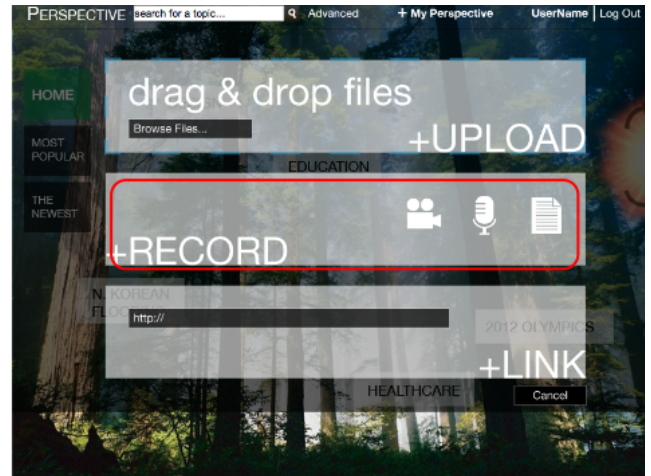 PERSPECTIVE search for a topic... Advanced + My Perspective UserName | Log Out
HOME
drag & drop files
Browse Files...
+UPLOAD
MOST
POPULAR
EDUCATION
THE
NEWEST
+RECORD
N. KOREAN
FLOODING
http://
2012 OLYMPICS
+LINK
HEALTHCARE
Cancel